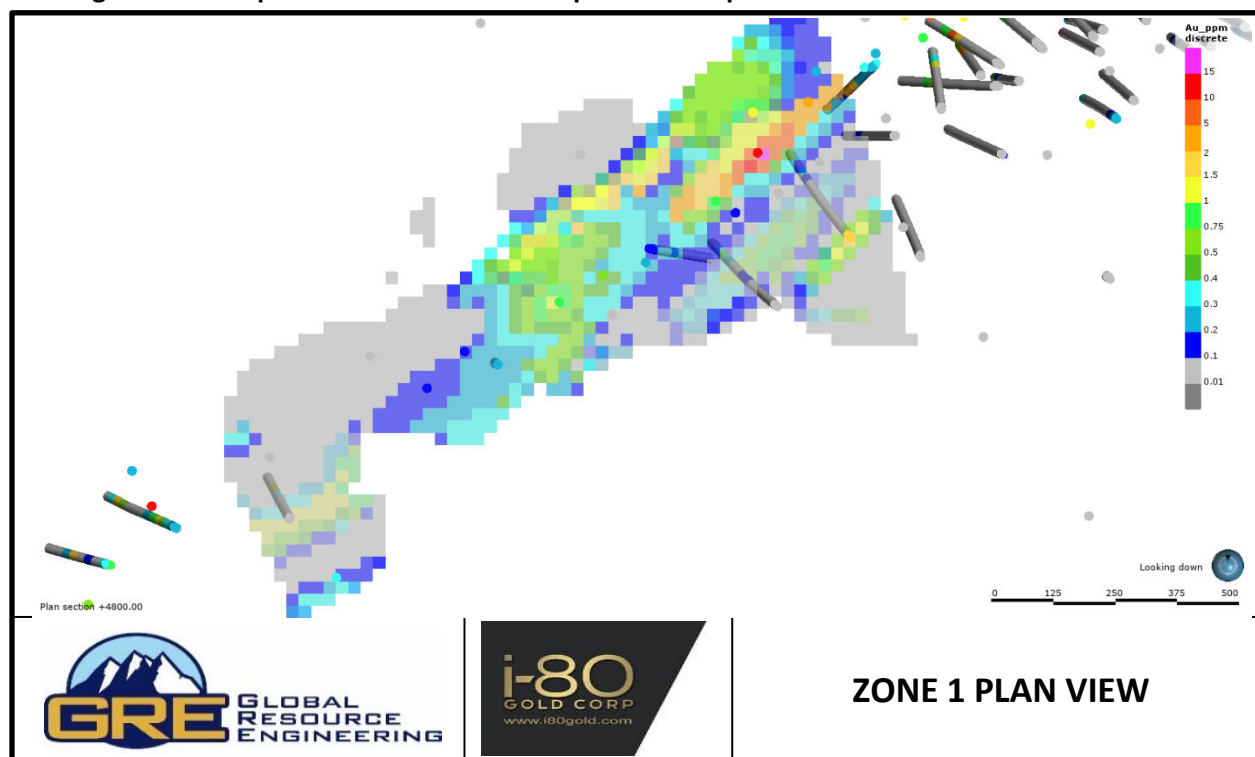 Au_ppm
discrete
15
10
5
2
1.5
1
0.75
0.5
0.4
0.3
0.2
0.1
0.01
Looking down
0 125 250 375 500
Plan section +4800.00
GRE GLOBAL
RESOURCE
ENGINEERING
i-80
GOLD CORP
www.i80gold.com
ZONE 1 PLAN VIEW